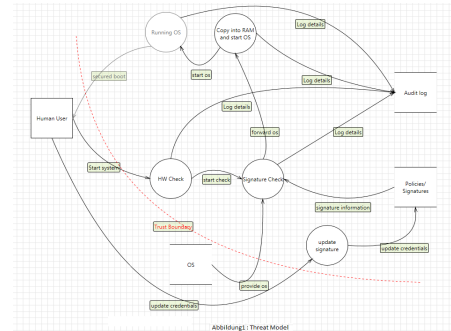 Running OS
Copy into RAM
and start OS
Log details
secured boot
start os
Audit log
Log details
Log details
Human User
forward os
Log details
Start system
HW Check
start check
Signature Check
Policies/
Signatures
signature information
Trust Boundary
update
signature
update credentials
OS
provide os
update credentials
Abbildung1 : Threat Model